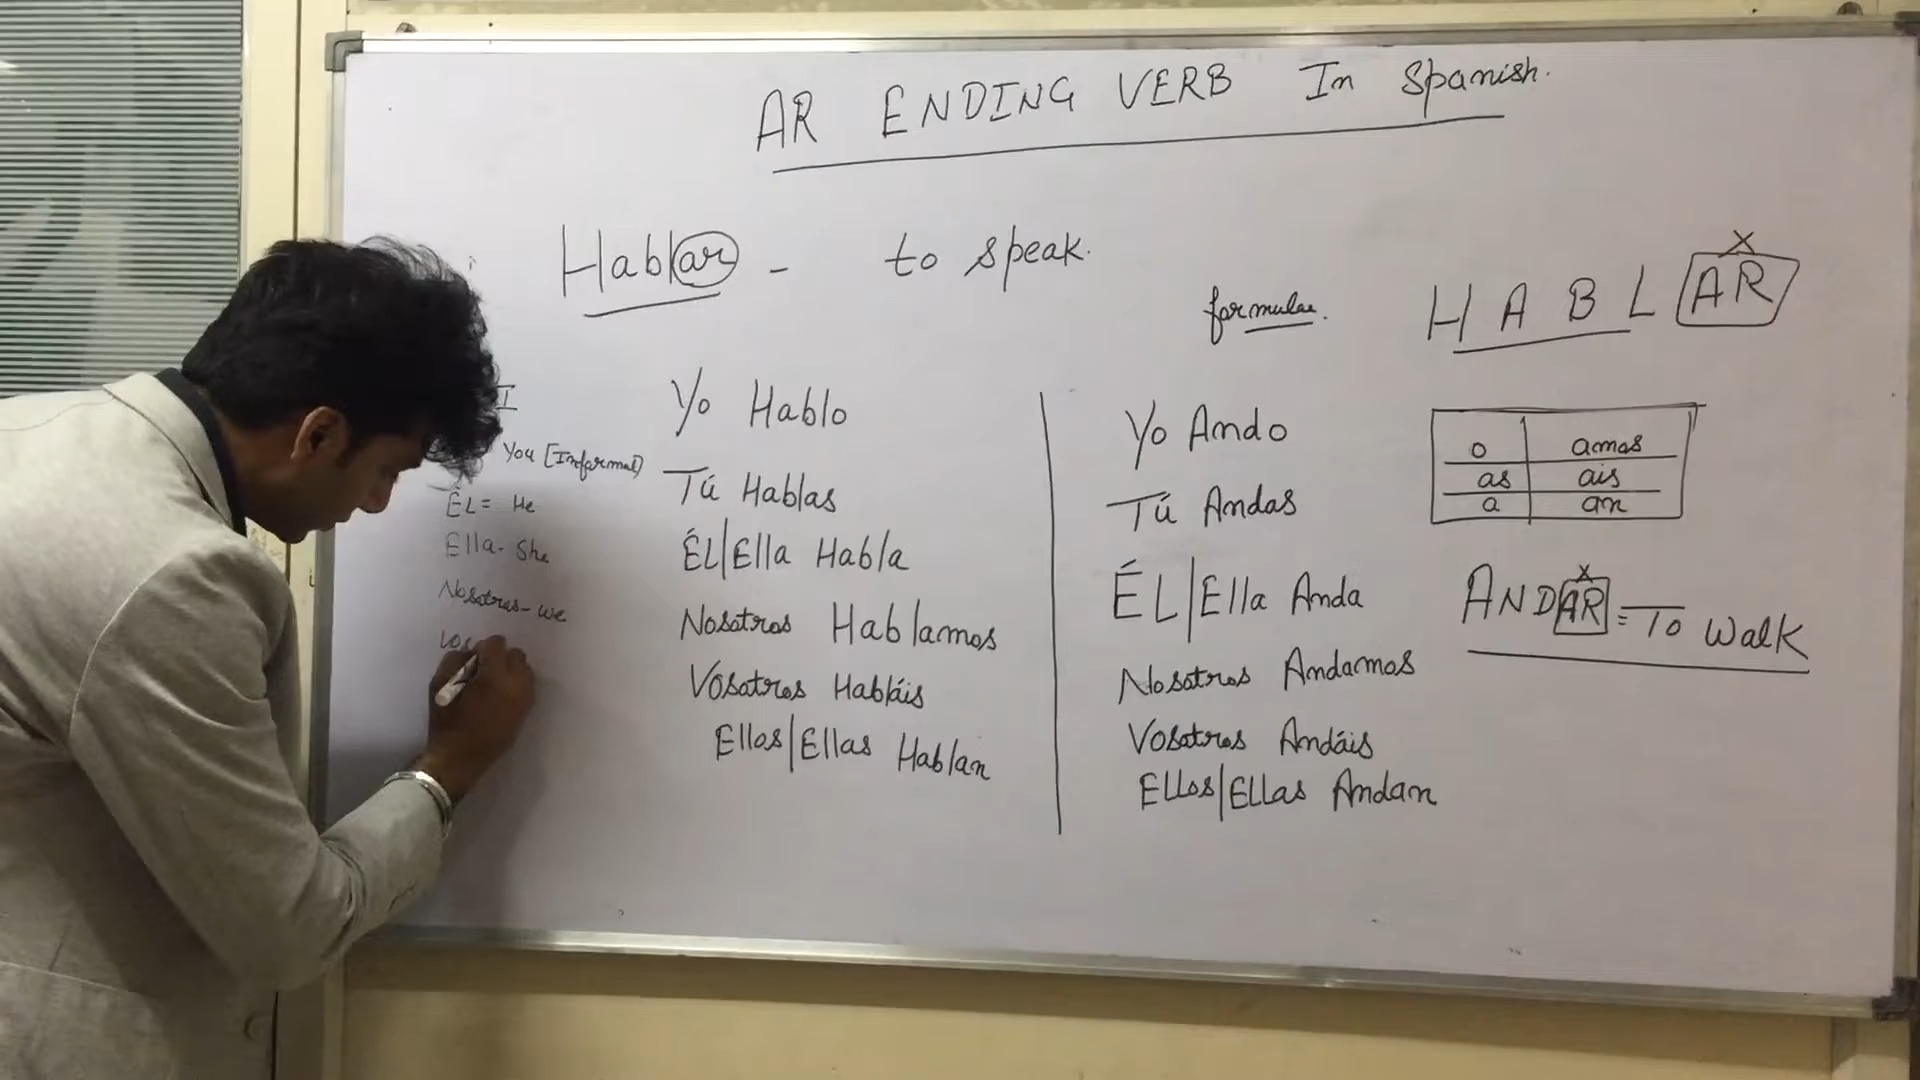 AR ENDING VERB In Spanish.
Hablar - to speak.
formulae. HABLAR
X
I
You [Informal]
ÉL = He
Ella - She
Nosotros - we
Yo Hablo
Tú Hablas
ÉL|Ella Habla
Nosotros Hablamos
Vosotros Habláis
Ellos|Ellas Hablan
Yo Ando
Tú Andas
ÉL|Ella Anda
Nosotros Andamos
Vosotros Andáis
Ellos|Ellas Andan
o amos
as ais
a an
X
ANDAR = To Walk